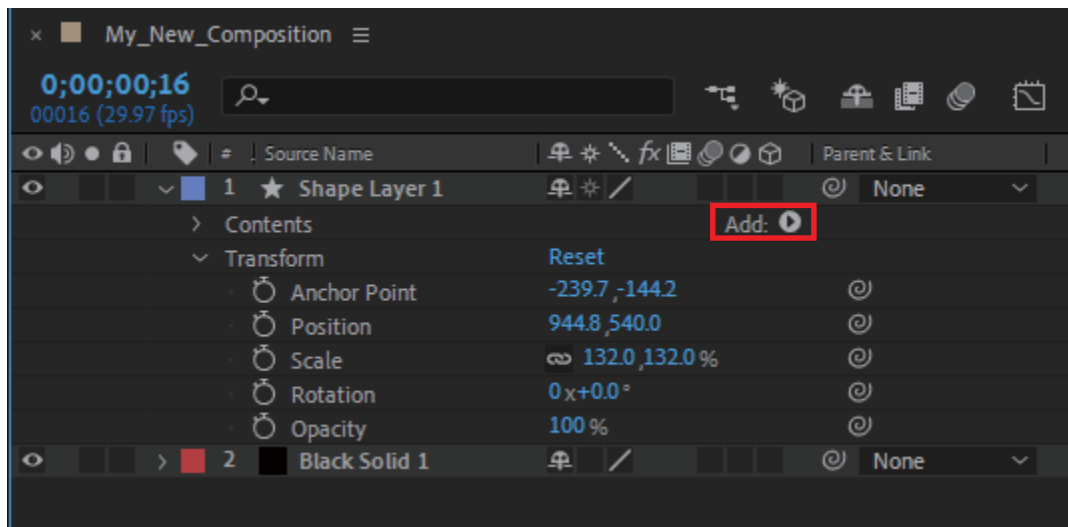 × My_New_Composition ≡
0;00;00;16
00016 (29.97 fps)
# Source Name fx Parent & Link
1 Shape Layer 1 None
Contents Add:
Transform Reset
Anchor Point -239.7,-144.2
Position 944.8,540.0
Scale 132.0,132.0 %
Rotation 0x+0.0°
Opacity 100 %
2 Black Solid 1 None